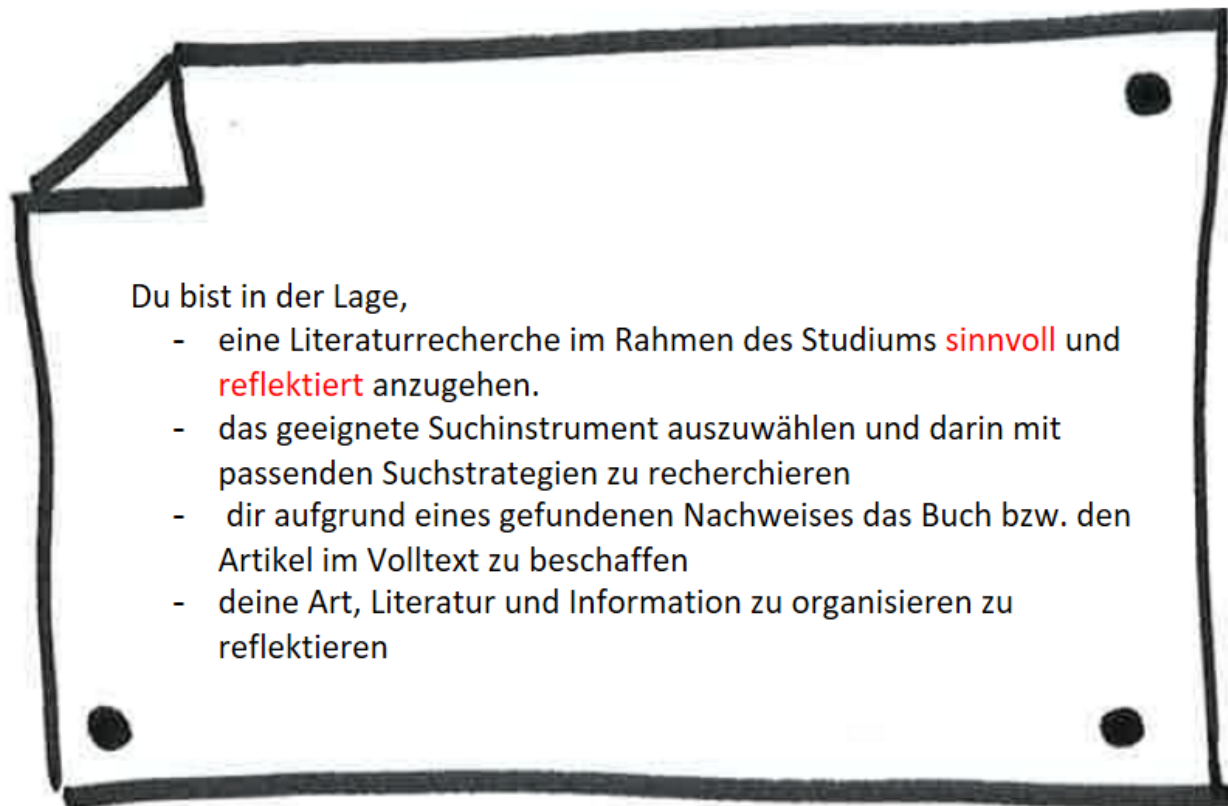 Du bist in der Lage,
- eine Literaturrecherche im Rahmen des Studiums sinnvoll und
reflektiert anzugehen.
- das geeignete Suchinstrument auszuwählen und darin mit
passenden Suchstrategien zu recherchieren
- dir aufgrund eines gefundenen Nachweises das Buch bzw. den
Artikel im Volltext zu beschaffen
- deine Art, Literatur und Information zu organisieren zu
reflektieren